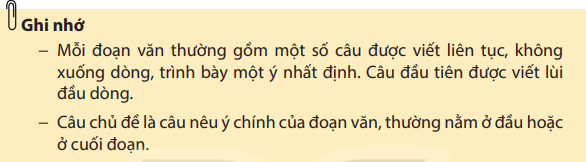 Ghi nhớ
– Mỗi đoạn văn thường gồm một số câu được viết liên tục, không
xuống dòng, trình bày một ý nhất định. Câu đầu tiên được viết lùi
đầu dòng.
– Câu chủ đề là câu nêu ý chính của đoạn văn, thường nằm ở đầu hoặc
ở cuối đoạn.